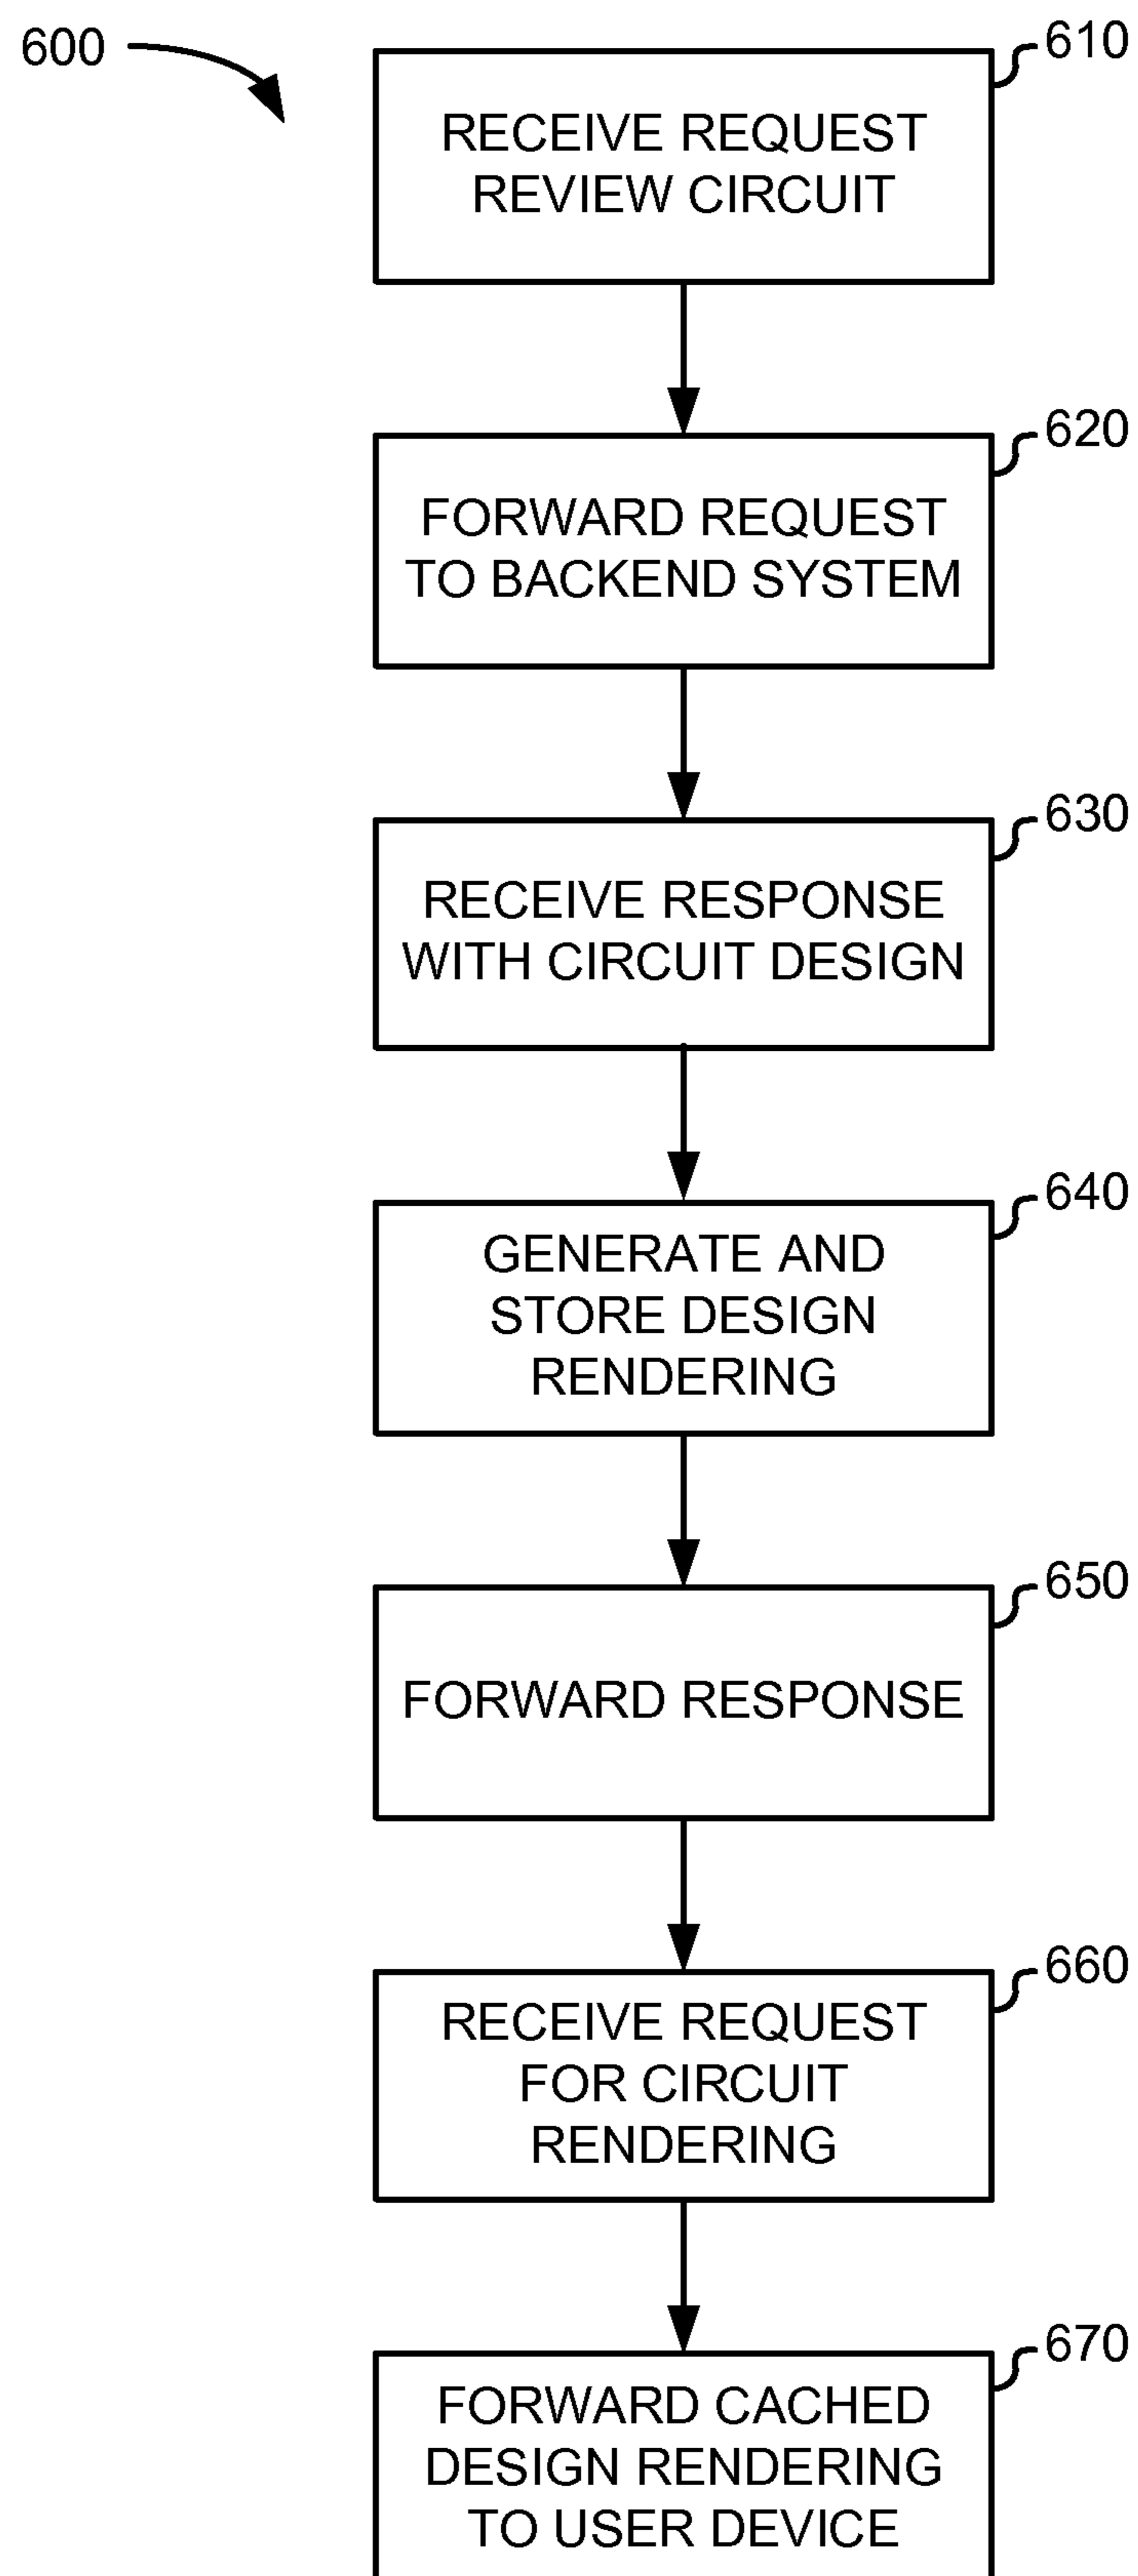 600
610
RECEIVE REQUEST
REVIEW CIRCUIT
620
FORWARD REQUEST
TO BACKEND SYSTEM
630
RECEIVE RESPONSE
WITH CIRCUIT DESIGN
640
GENERATE AND
STORE DESIGN
RENDERING
650
FORWARD RESPONSE
660
RECEIVE REQUEST
FOR CIRCUIT
RENDERING
670
FORWARD CACHED
DESIGN RENDERING
TO USER DEVICE